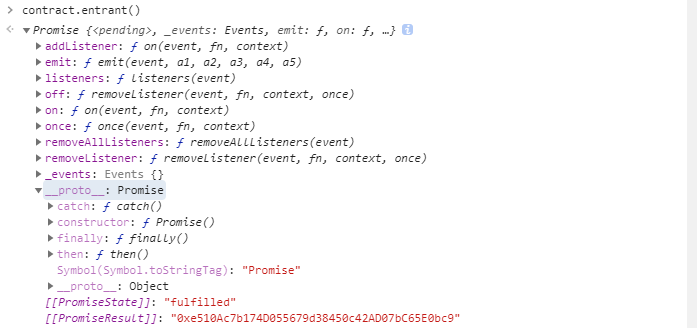 > contract.entrant()
Promise {<pending>, _events: Events, emit: ƒ, on: ƒ, …} i
addListener: ƒ on(event, fn, context)
emit: ƒ emit(event, a1, a2, a3, a4, a5)
listeners: ƒ listeners(event)
off: ƒ removeListener(event, fn, context, once)
on: ƒ on(event, fn, context)
once: ƒ once(event, fn, context)
removeAllListeners: ƒ removeAllListeners(event)
removeListener: ƒ removeListener(event, fn, context, once)
_events: Events {}
__proto__: Promise
catch: ƒ catch()
constructor: ƒ Promise()
finally: ƒ finally()
then: ƒ then()
Symbol(Symbol.toStringTag): "Promise"
__proto__: Object
[[PromiseState]]: "fulfilled"
[[PromiseResult]]: "0xe510Ac7b174D055679d38450c42AD07bC65E0bc9"